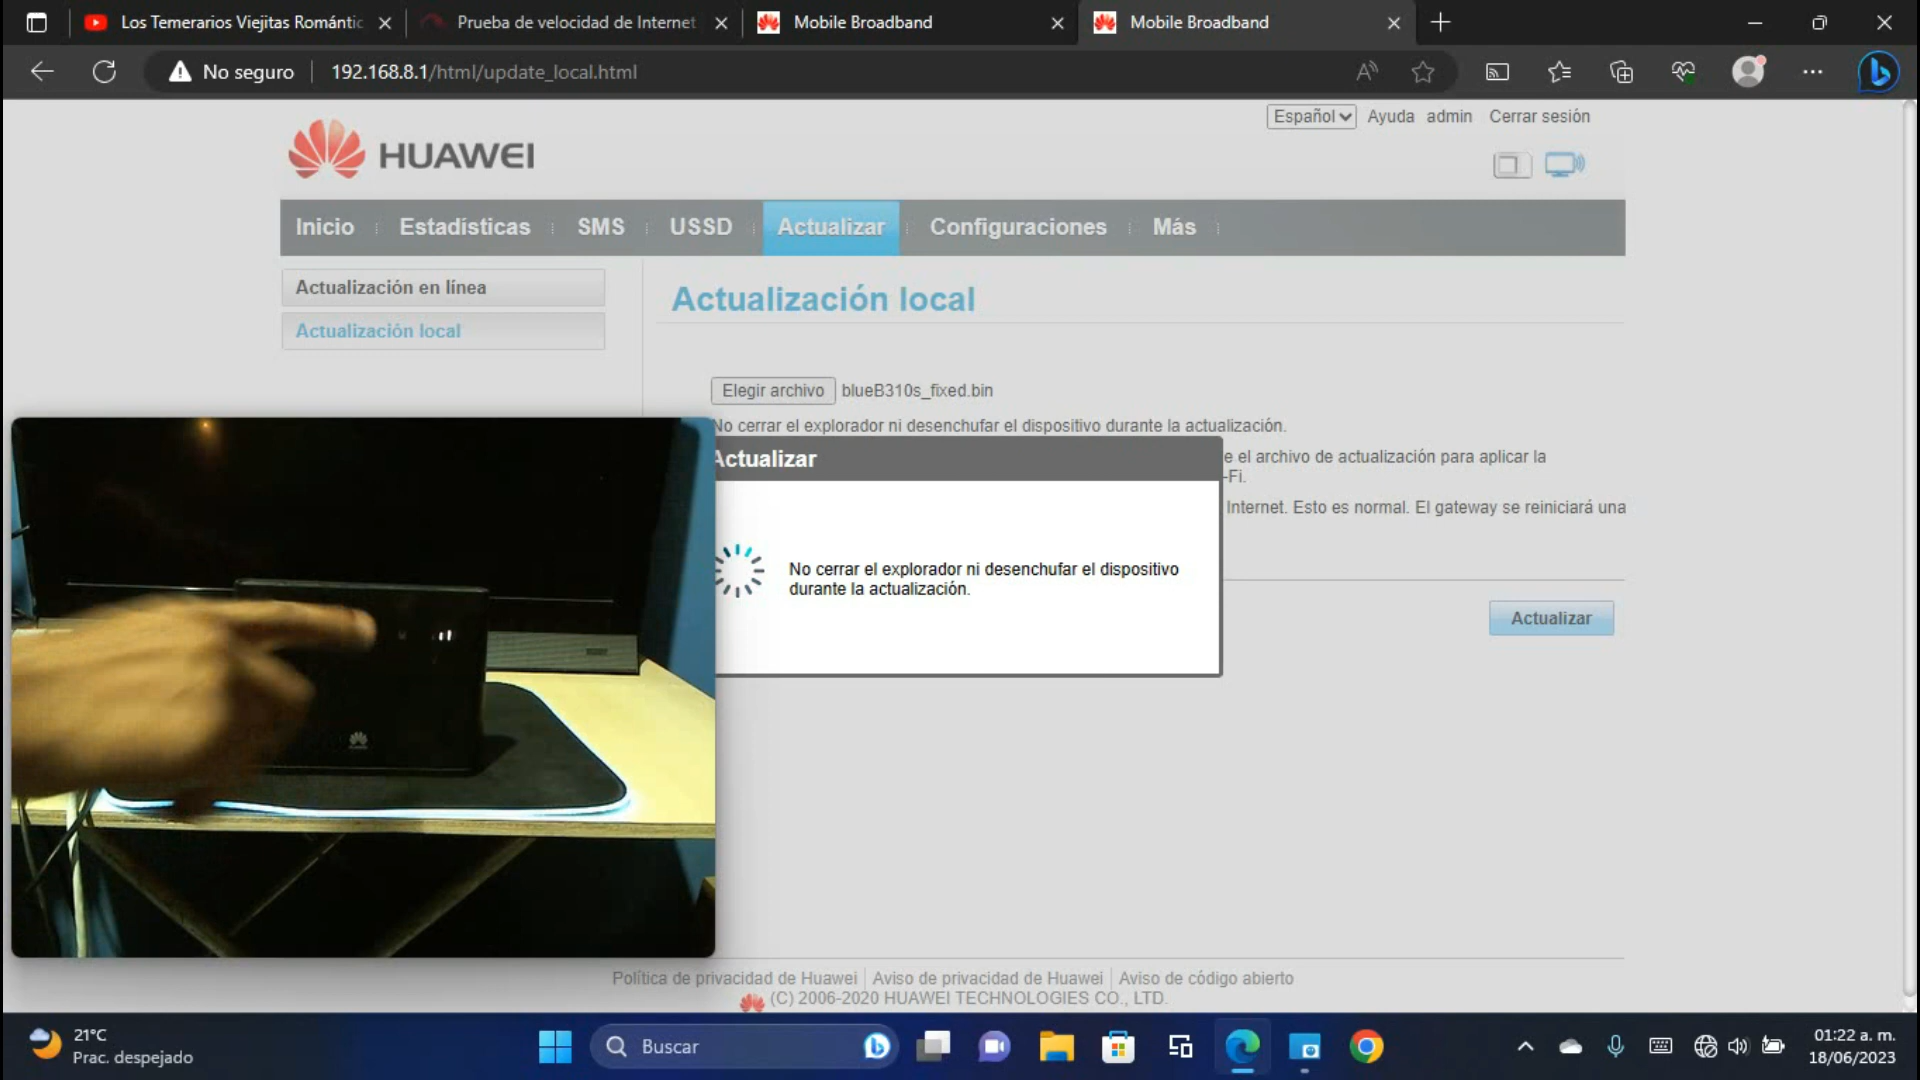 Los Temerarios Viejitas Romántic
Prueba de velocidad de Internet
Mobile Broadband
Mobile Broadband
No seguro
192.168.8.1/html/update_local.html
Español
Ayuda
admin
Cerrar sesión
HUAWEI
Inicio
Estadísticas
SMS
USSD
Actualizar
Configuraciones
Más
Actualización en línea
Actualización local
Actualización local
Elegir archivo
blueB310s_fixed.bin
No cerrar el explorador ni desenchufar el dispositivo durante la actualización.
e el archivo de actualización para aplicar la
-Fi.
Internet. Esto es normal. El gateway se reiniciará una
Actualizar
No cerrar el explorador ni desenchufar el dispositivo
durante la actualización.
Actualizar
Política de privacidad de Huawei
Aviso de privacidad de Huawei
Aviso de código abierto
(C) 2006-2020 HUAWEI TECHNOLOGIES CO., LTD.
21°C
Prac. despejado
Buscar
01:22 a. m.
18/06/2023